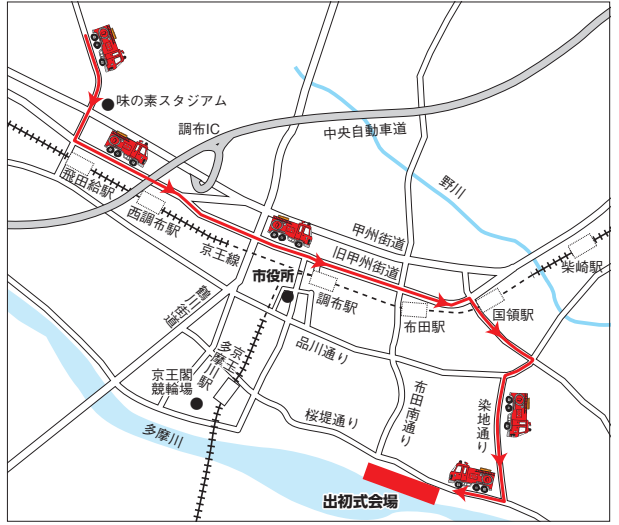 味の素スタジアム
調布IC
中央自動車道
野川
飛田給駅
西調布駅
京王線
甲州街道
旧甲州街道
柴崎駅
市役所
調布駅
布田駅
国領駅
鶴川街道
品川通り
京王
多摩川駅
京王閣
競輪場
布田南通り
染地通り
桜堤通り
多摩川
出初式会場